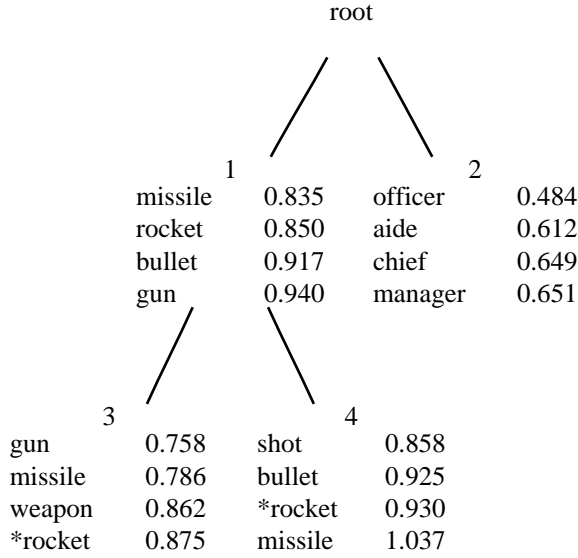 root
1 2
missile 0.835 officer 0.484
rocket 0.850 aide 0.612
bullet 0.917 chief 0.649
gun 0.940 manager 0.651
3 4
gun 0.758 shot 0.858
missile 0.786 bullet 0.925
weapon 0.862 *rocket 0.930
*rocket 0.875 missile 1.037